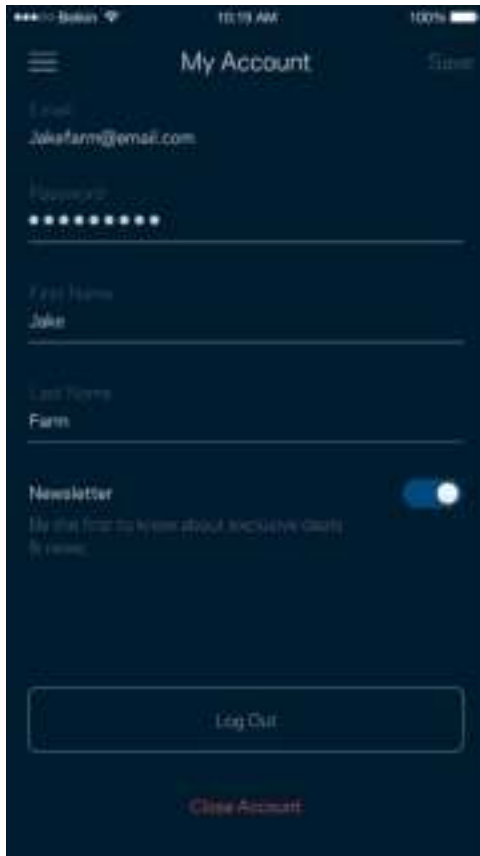 Belkin 10:19 AM 100%
My Account Save
Email
Jakefarm@email.com
Password
•••••••••
First Name
Jake
Last Name
Farm
Newsletter
Be the first to know about exclusive deals
& news.
Log Out
Close Account